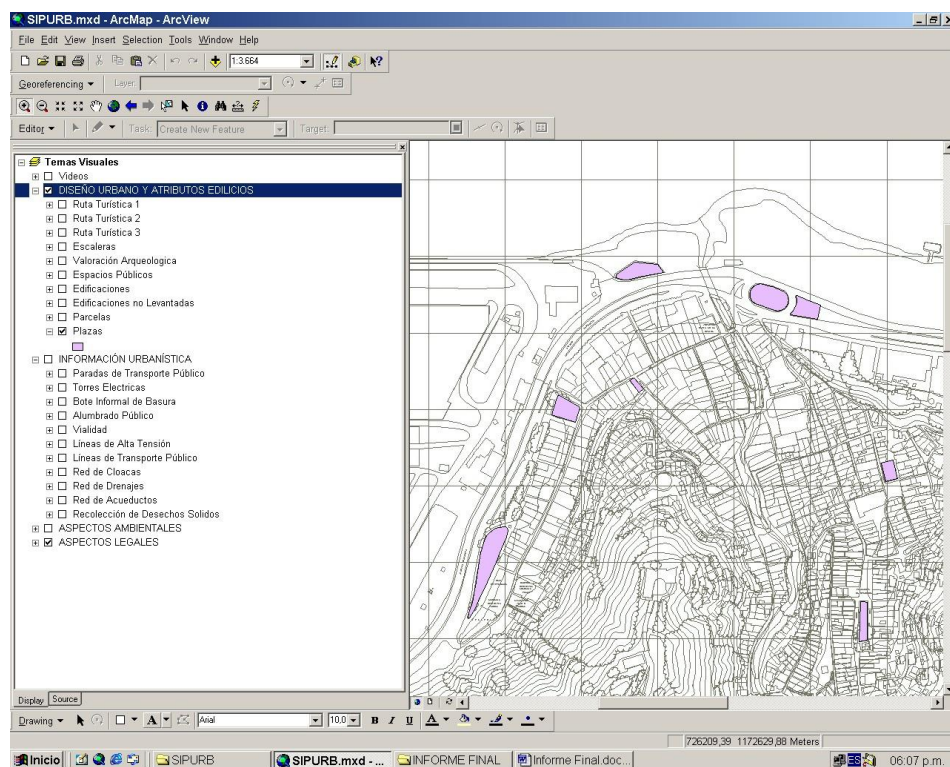 SIPURB.mxd - ArcMap - ArcView
File Edit View Insert Selection Tools Window Help
1:3.664
Georeferencing Layer:
Editor Task: Create New Feature Target:
Temas Visuales
Videos
DISEÑO URBANO Y ATRIBUTOS EDILICIOS
Ruta Turística 1
Ruta Turística 2
Ruta Turística 3
Escaleras
Valoración Arqueologica
Espacios Públicos
Edificaciones
Edificaciones no Levantadas
Parcelas
Plazas
INFORMACIÓN URBANÍSTICA
Paradas de Transporte Público
Torres Electricas
Bote Informal de Basura
Alumbrado Público
Vialidad
Líneas de Alta Tensión
Líneas de Transporte Público
Red de Cloacas
Red de Drenajes
Red de Acueductos
Recolección de Desechos Solidos
ASPECTOS AMBIENTALES
ASPECTOS LEGALES
Display Source
Drawing A Arial 10,0 B I U A
726209,39 1172629,88 Meters
Inicio SIPURB SIPURB.mxd - ... INFORME FINAL Informe Final.doc... ES 06:07 p.m.